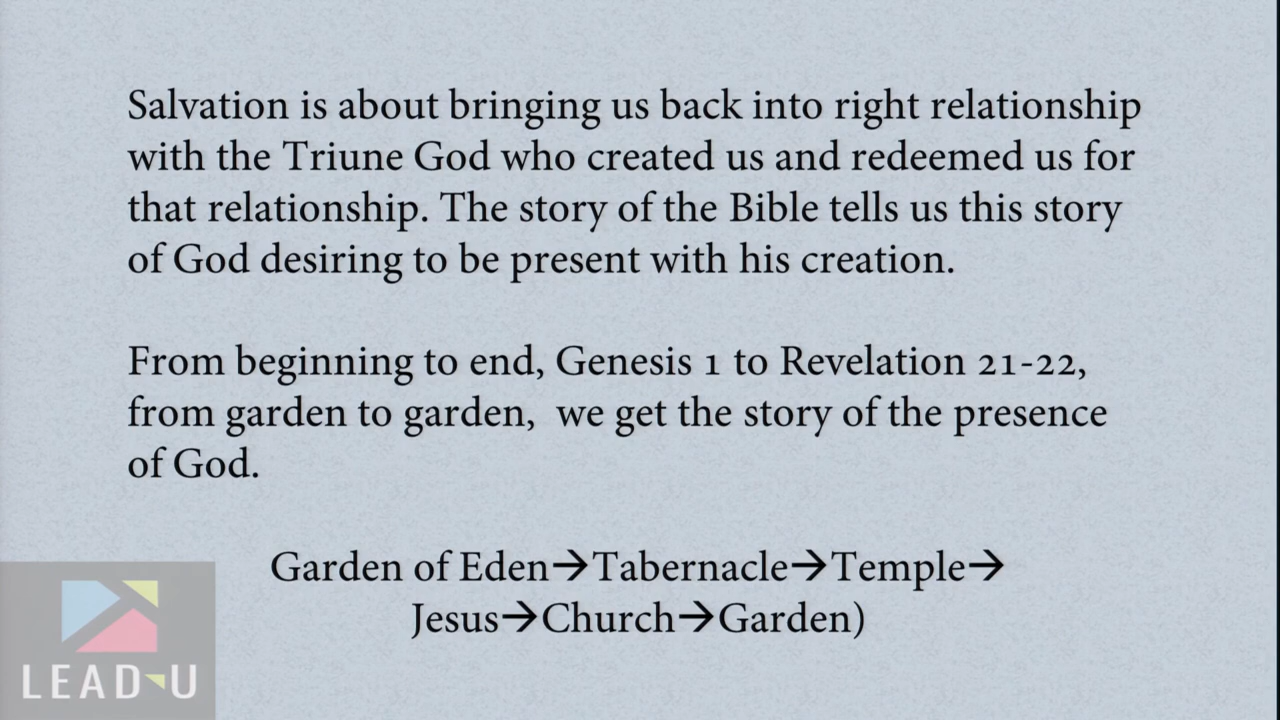 Salvation is about bringing us back into right relationship
with the Triune God who created us and redeemed us for
that relationship. The story of the Bible tells us this story
of God desiring to be present with his creation.
From beginning to end, Genesis 1 to Revelation 21-22,
from garden to garden,  we get the story of the presence
of God.
Garden of Eden→Tabernacle→Temple→
Jesus→Church→Garden)
LEAD U